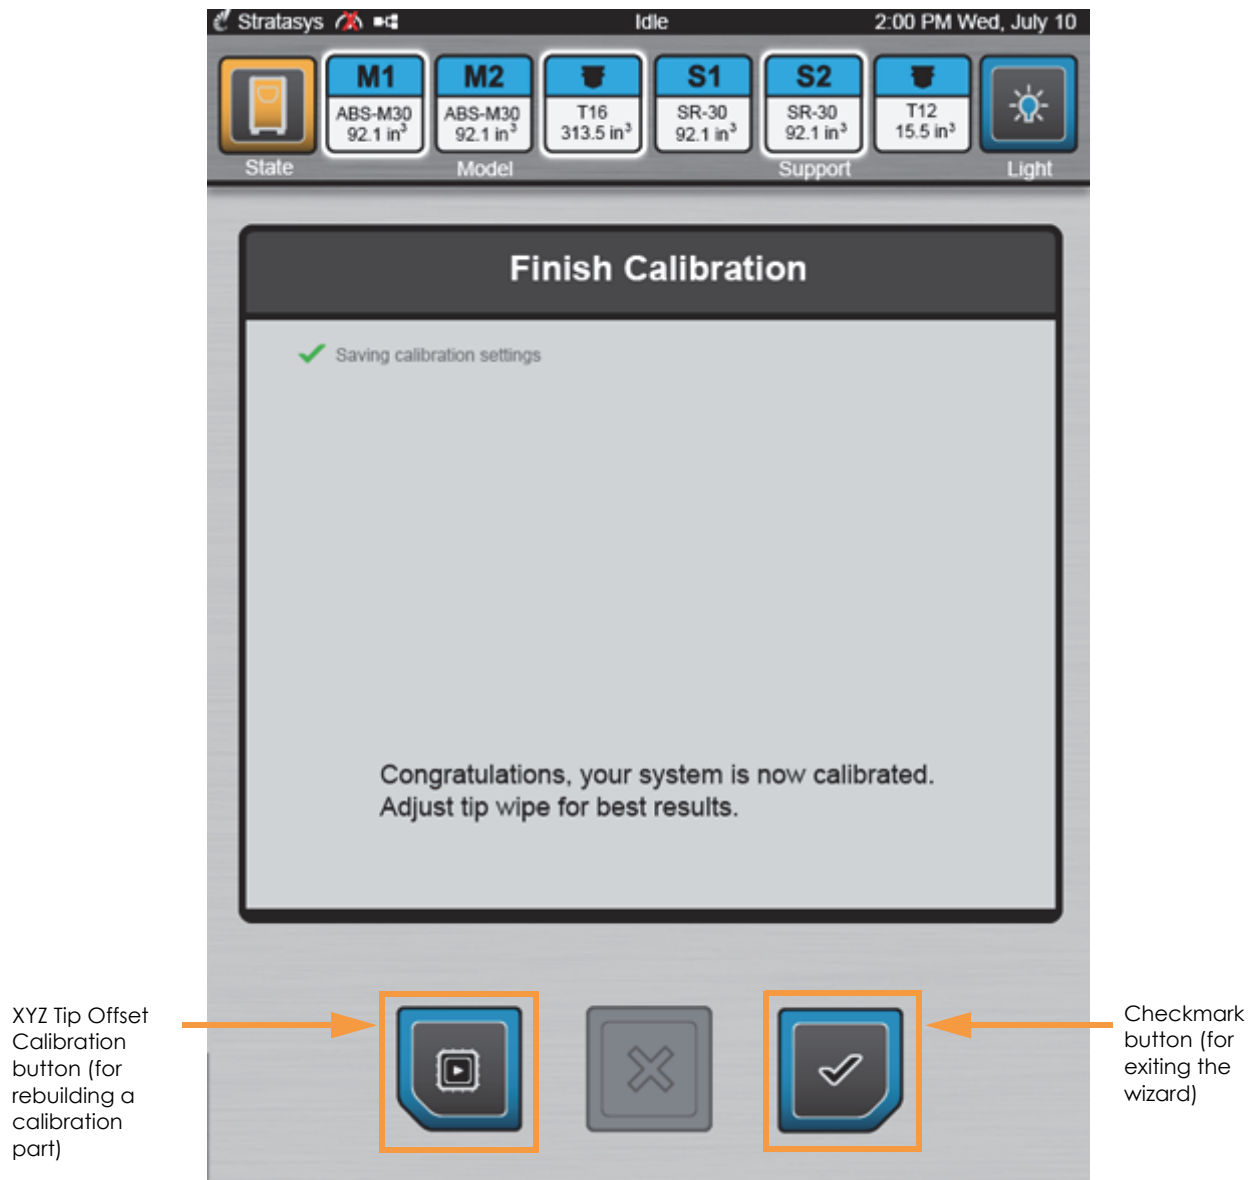 Stratasys
Idle
2:00 PM Wed, July 10
M1
ABS-M30
92.1 in³
M2
ABS-M30
92.1 in³
T16
313.5 in³
S1
SR-30
92.1 in³
S2
SR-30
92.1 in³
T12
15.5 in³
State
Model
Support
Light
Finish Calibration
Saving calibration settings
Congratulations, your system is now calibrated.
Adjust tip wipe for best results.
XYZ Tip Offset
Calibration
button (for
rebuilding a
calibration
part)
Checkmark
button (for
exiting the
wizard)